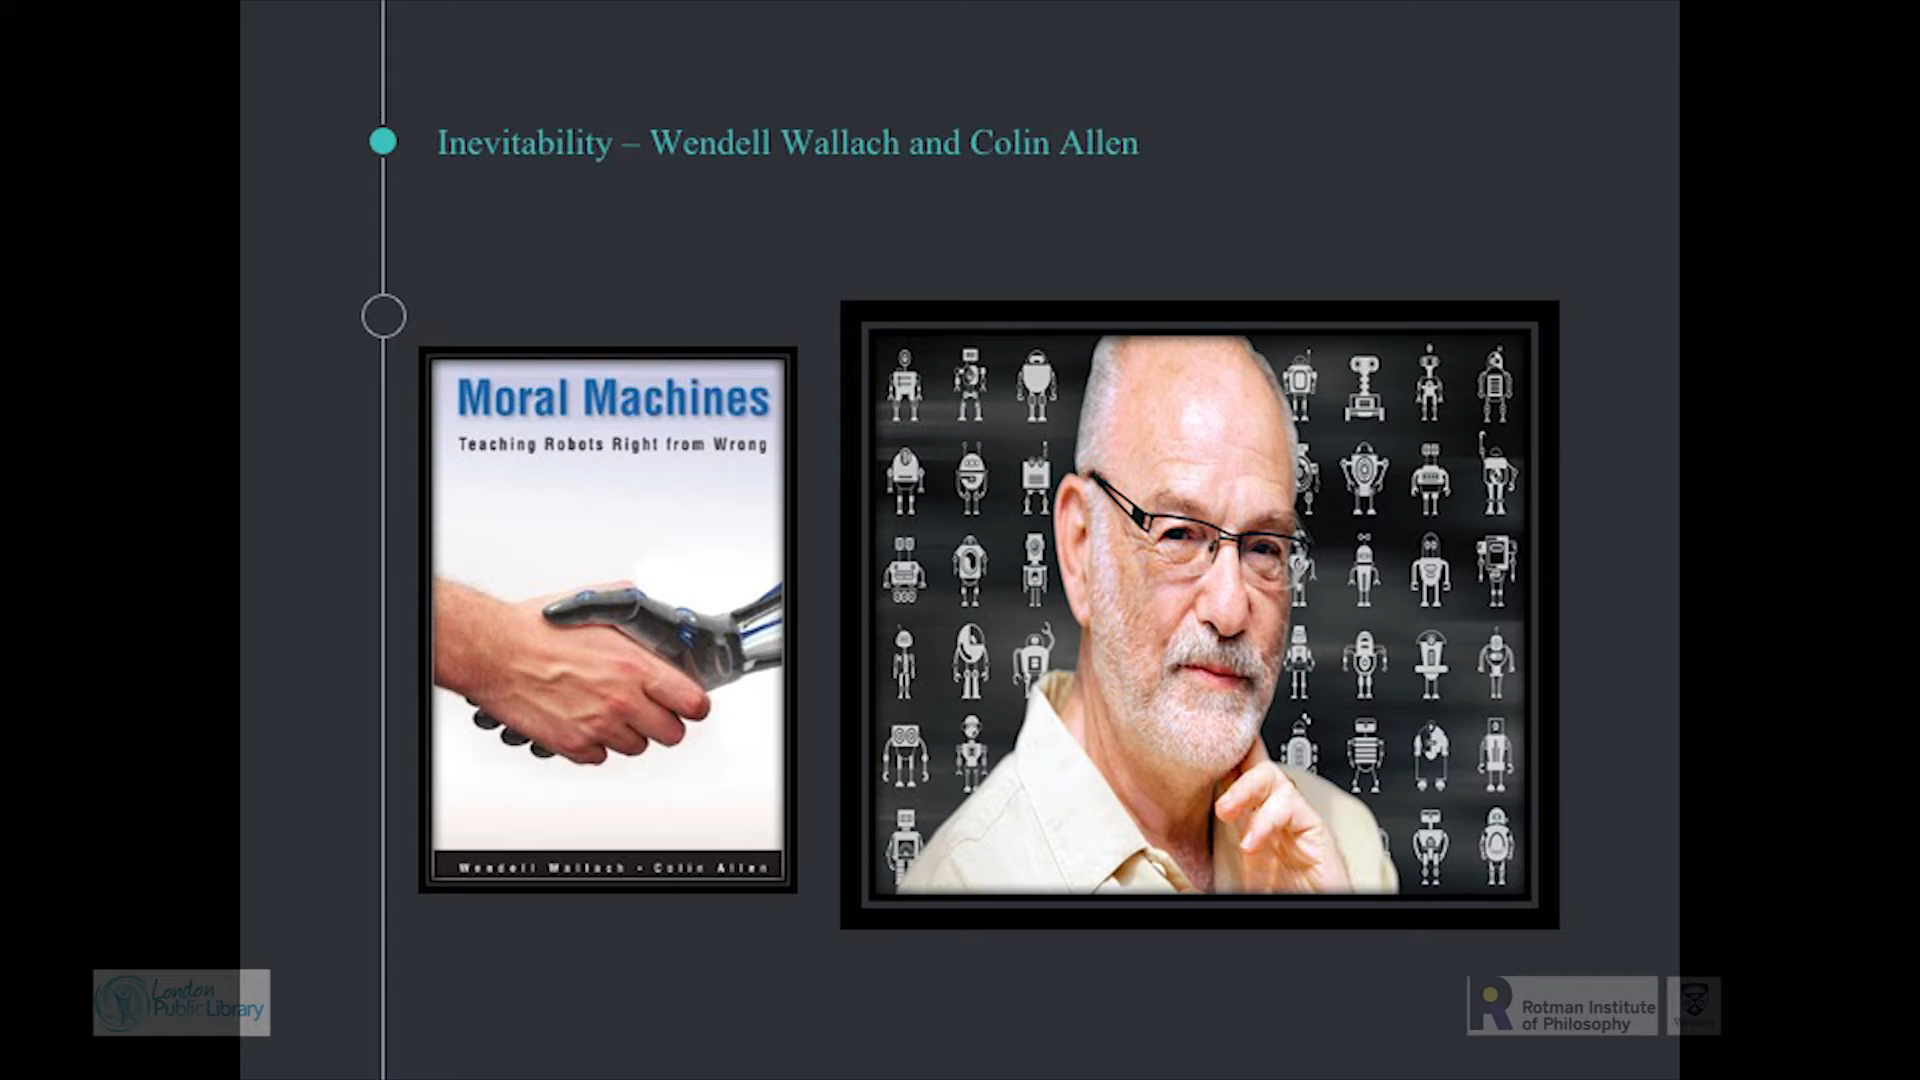 Inevitability – Wendell Wallach and Colin Allen
Moral Machines
Teaching Robots Right from Wrong
Wendell Wallach - Colin Allen
London
Public Library
Rotman Institute
of Philosophy